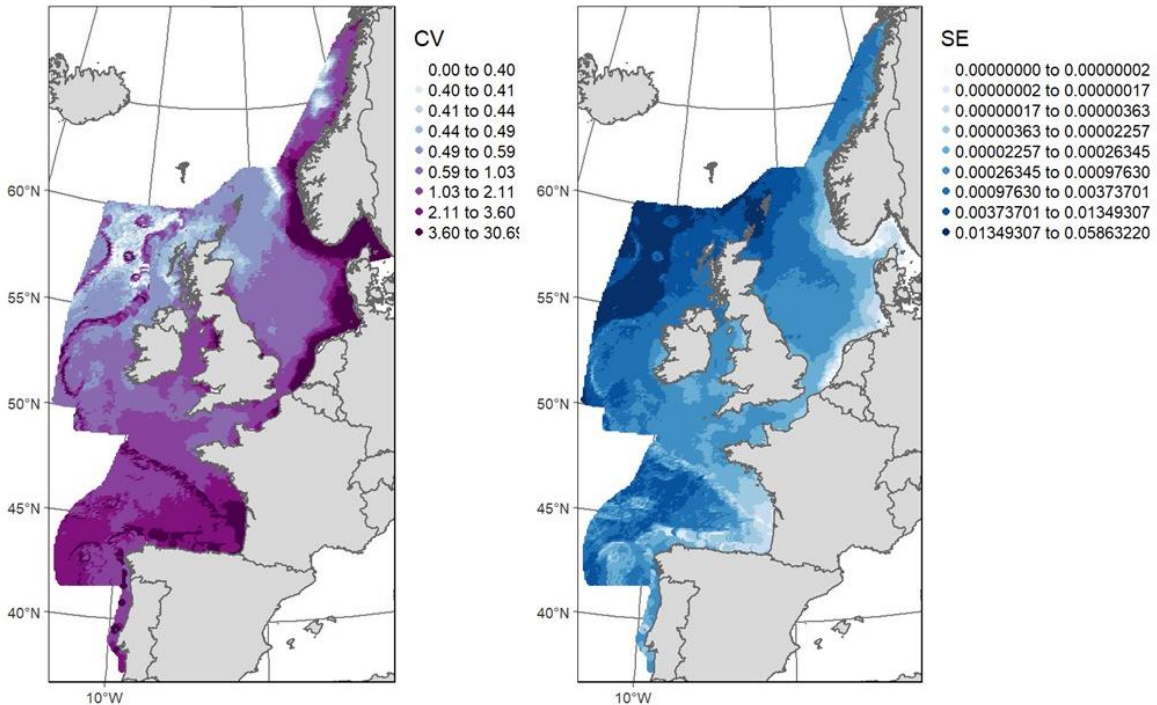 CV
0.00 to 0.40
0.40 to 0.41
0.41 to 0.44
0.44 to 0.49
0.49 to 0.59
0.59 to 1.03
1.03 to 2.11
2.11 to 3.60
3.60 to 30.69
60°N
55°N
50°N
45°N
40°N
10°W
SE
0.00000000 to 0.00000002
0.00000002 to 0.00000017
0.00000017 to 0.00000363
0.00000363 to 0.00002257
0.00002257 to 0.00026345
0.00026345 to 0.00097630
0.00097630 to 0.00373701
0.00373701 to 0.01349307
0.01349307 to 0.05863220
60°N
55°N
50°N
45°N
40°N
10°W